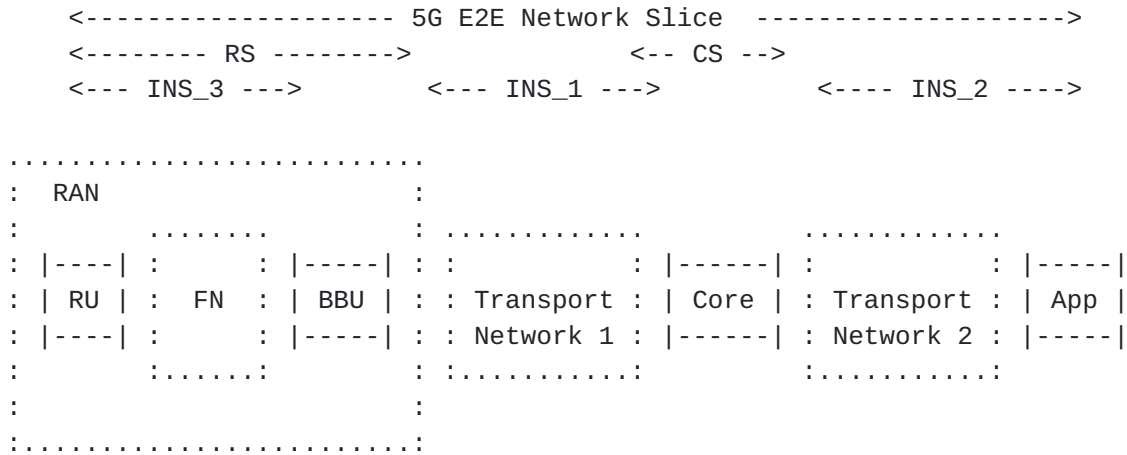 <-------------------- 5G E2E Network Slice -------------------->
<-------- RS --------> <-- CS -->
<--- INS_3 ---> <--- INS_1 ---> <---- INS_2 ---->
...........................
: RAN :
: ........ : ............. .............
: |----| : : |-----| : : : |------| : : |-----|
: | RU | : FN : | BBU | : : Transport : | Core | : Transport : | App |
: |----| : : |-----| : : Network 1 : |------| : Network 2 : |-----|
: :......: : :...........: :...........:
: :
:.........................: